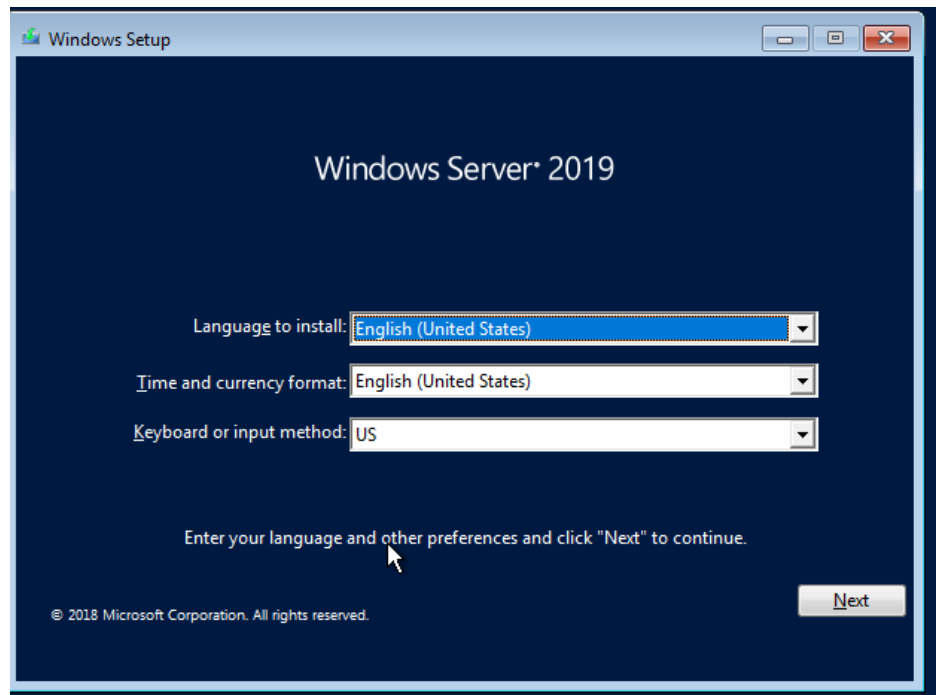 Windows Setup
Windows Server® 2019
Language to install: English (United States)
Time and currency format: English (United States)
Keyboard or input method: US
Enter your language and other preferences and click "Next" to continue.
© 2018 Microsoft Corporation. All rights reserved.
Next